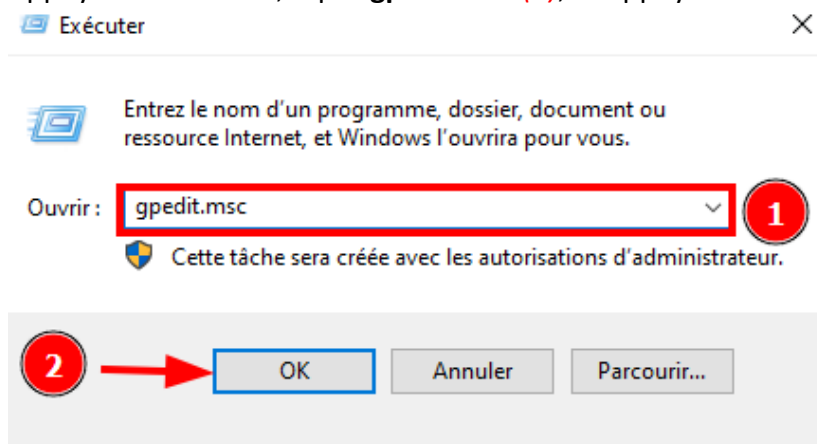 Exécuter
Entrez le nom d'un programme, dossier, document ou
ressource Internet, et Windows l'ouvrira pour vous.
Ouvrir : gpedit.msc
1
Cette tâche sera créée avec les autorisations d'administrateur.
2
OK Annuler Parcourir...